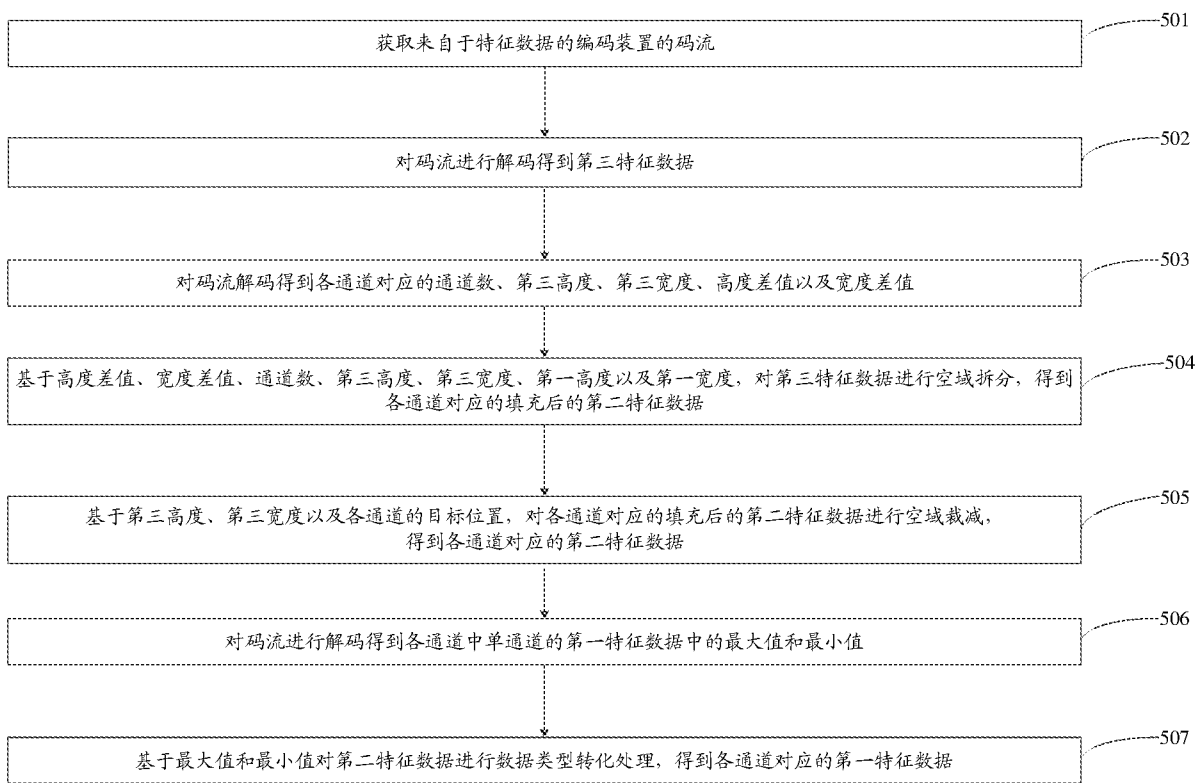 获取来自于特征数据的编码装置的码流
501
对码流进行解码得到第三特征数据
502
对码流解码得到各通道对应的通道数、第三高度、第三宽度、高度差值以及宽度差值
503
基于高度差值、宽度差值、通道数、第三高度、第三宽度、第一高度以及第一宽度，对第三特征数据进行空域拆分，得到
各通道对应的填充后的第二特征数据
504
基于第三高度、第三宽度以及各通道的目标位置，对各通道对应的填充后的第二特征数据进行空域裁减，
得到各通道对应的第二特征数据
505
对码流进行解码得到各通道中单通道的第一特征数据中的最大值和最小值
506
基于最大值和最小值对第二特征数据进行数据类型转化处理，得到各通道对应的第一特征数据
507